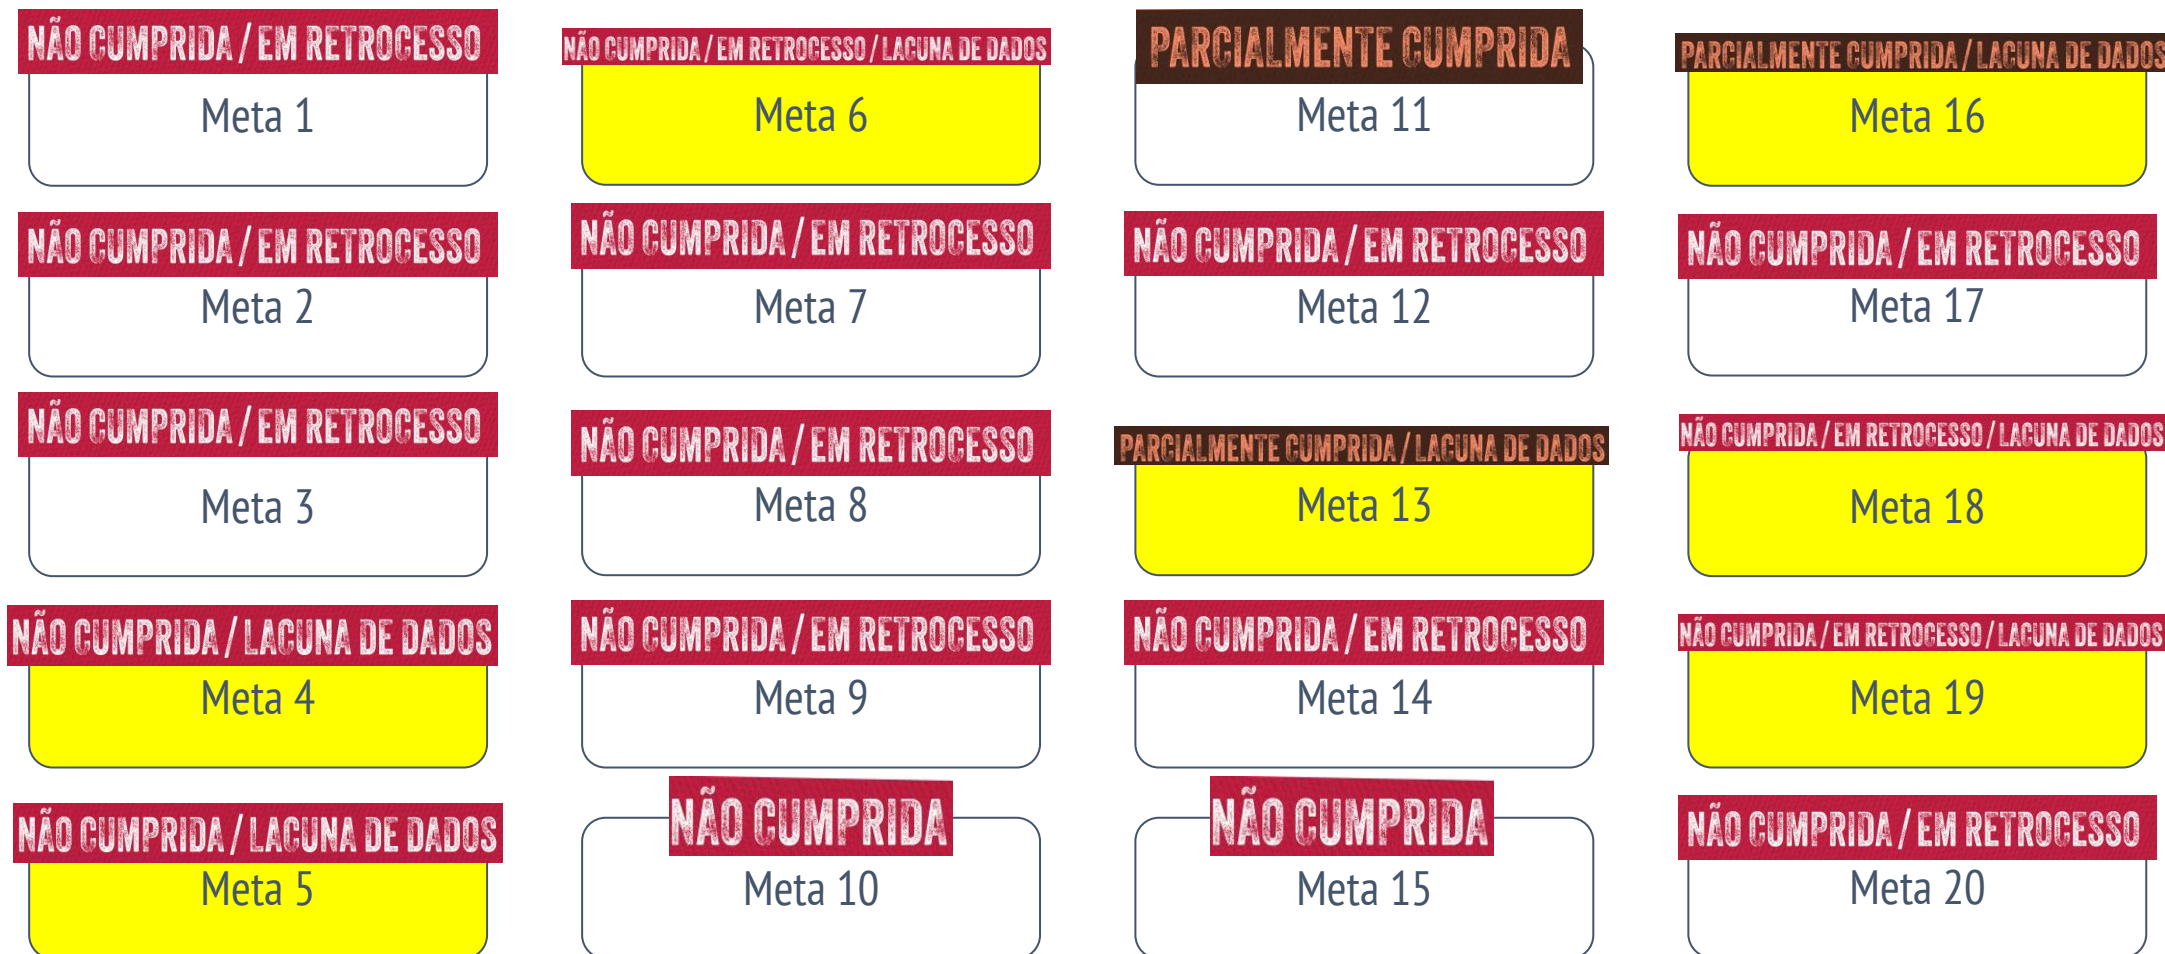 NÃO CUMPRIDA / EM RETROCESSO
Meta 1
NÃO CUMPRIDA / EM RETROCESSO
Meta 2
NÃO CUMPRIDA / EM RETROCESSO
Meta 3
NÃO CUMPRIDA / LACUNA DE DADOS
Meta 4
NÃO CUMPRIDA / LACUNA DE DADOS
Meta 5
NÃO CUMPRIDA / EM RETROCESSO / LACUNA DE DADOS
Meta 6
NÃO CUMPRIDA / EM RETROCESSO
Meta 7
NÃO CUMPRIDA / EM RETROCESSO
Meta 8
NÃO CUMPRIDA / EM RETROCESSO
Meta 9
NÃO CUMPRIDA
Meta 10
PARCIALMENTE CUMPRIDA
Meta 11
NÃO CUMPRIDA / EM RETROCESSO
Meta 12
PARCIALMENTE CUMPRIDA / LACUNA DE DADOS
Meta 13
NÃO CUMPRIDA / EM RETROCESSO
Meta 14
NÃO CUMPRIDA
Meta 15
PARCIALMENTE CUMPRIDA / LACUNA DE DADOS
Meta 16
NÃO CUMPRIDA / EM RETROCESSO
Meta 17
NÃO CUMPRIDA / EM RETROCESSO / LACUNA DE DADOS
Meta 18
NÃO CUMPRIDA / EM RETROCESSO / LACUNA DE DADOS
Meta 19
NÃO CUMPRIDA / EM RETROCESSO
Meta 20